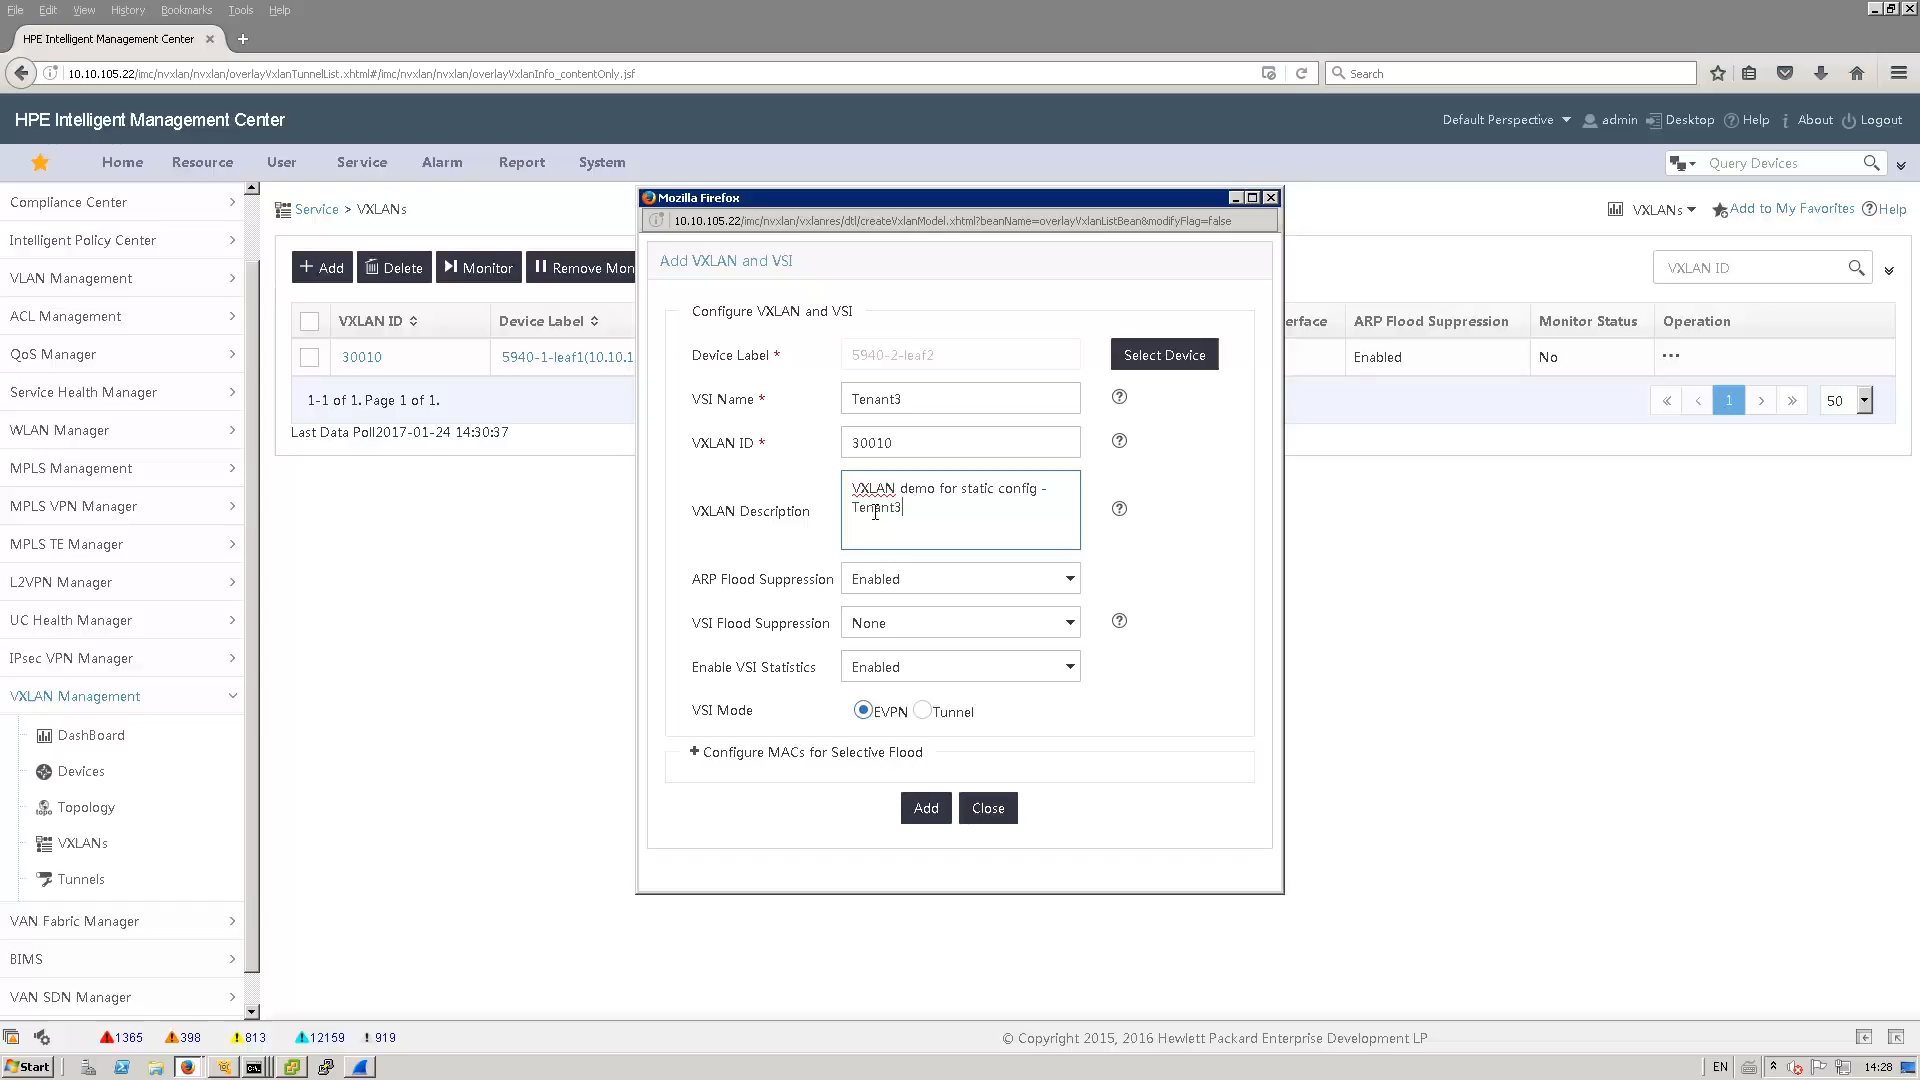 File Edit View History Bookmarks Tools Help
HPE Intelligent Management Center
10.10.105.22/imc/nvxlan/nvxlan/overlayVxlanTunnelList.xhtml#/imc/nvxlan/nvxlan/overlayVxlanInfo_contentOnly.jsf
Search
HPE Intelligent Management Center
Default Perspective admin Desktop Help About Logout
Home Resource User Service Alarm Report System
Query Devices
Compliance Center
Intelligent Policy Center
VLAN Management
ACL Management
QoS Manager
Service Health Manager
WLAN Manager
MPLS Management
MPLS VPN Manager
MPLS TE Manager
L2VPN Manager
UC Health Manager
IPsec VPN Manager
VXLAN Management
DashBoard
Devices
Topology
VXLANs
Tunnels
VAN Fabric Manager
BIMS
VAN SDN Manager
Service > VXLANs
VXLANs Add to My Favorites Help
Add Delete Monitor Remove Mon
VXLAN ID
VXLAN ID Device Label erface ARP Flood Suppression Monitor Status Operation
30010 5940-1-leaf1(10.10.1 Enabled No ...
1-1 of 1. Page 1 of 1.
« < 1 > » 50
Last Data Poll2017-01-24 14:30:37
Mozilla Firefox
10.10.105.22/imc/nvxlan/vxlanres/dtl/createVxlanModel.xhtml?beanName=overlayVxlanListBean&modifyFlag=false
Add VXLAN and VSI
Configure VXLAN and VSI
Device Label * 5940-2-leaf2 Select Device
VSI Name * Tenant3
VXLAN ID * 30010
VXLAN Description
VXLAN demo for static config -
Tenant3
ARP Flood Suppression Enabled
VSI Flood Suppression None
Enable VSI Statistics Enabled
VSI Mode EVPN Tunnel
+ Configure MACs for Selective Flood
Add Close
1365 398 813 12159 919
© Copyright 2015, 2016 Hewlett Packard Enterprise Development LP
Start
EN 14:28